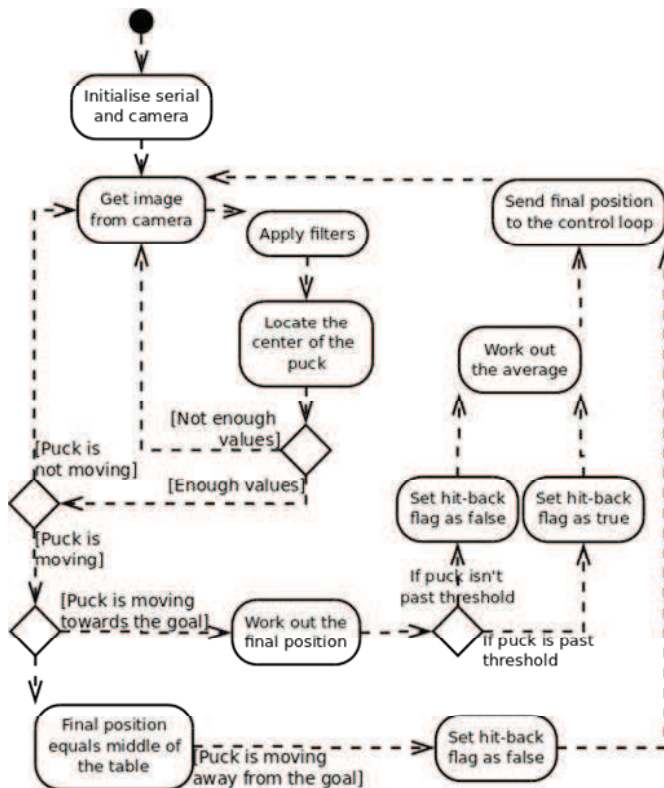 Initialise serial
and camera
Get image
from camera
Send final position
to the control loop
Apply filters
Locate the
center of the
puck
Work out
the average
[Not enough
values]
[Puck is
not moving]
[Enough values]
Set hit-back
flag as false
Set hit-back
flag as true
[Puck is
moving]
If puck isn't
past threshold
[Puck is moving
towards the goal]
Work out the
final position
If puck is past
threshold
Final position
equals middle of
the table
[Puck is moving
away from the goal]
Set hit-back
flag as false